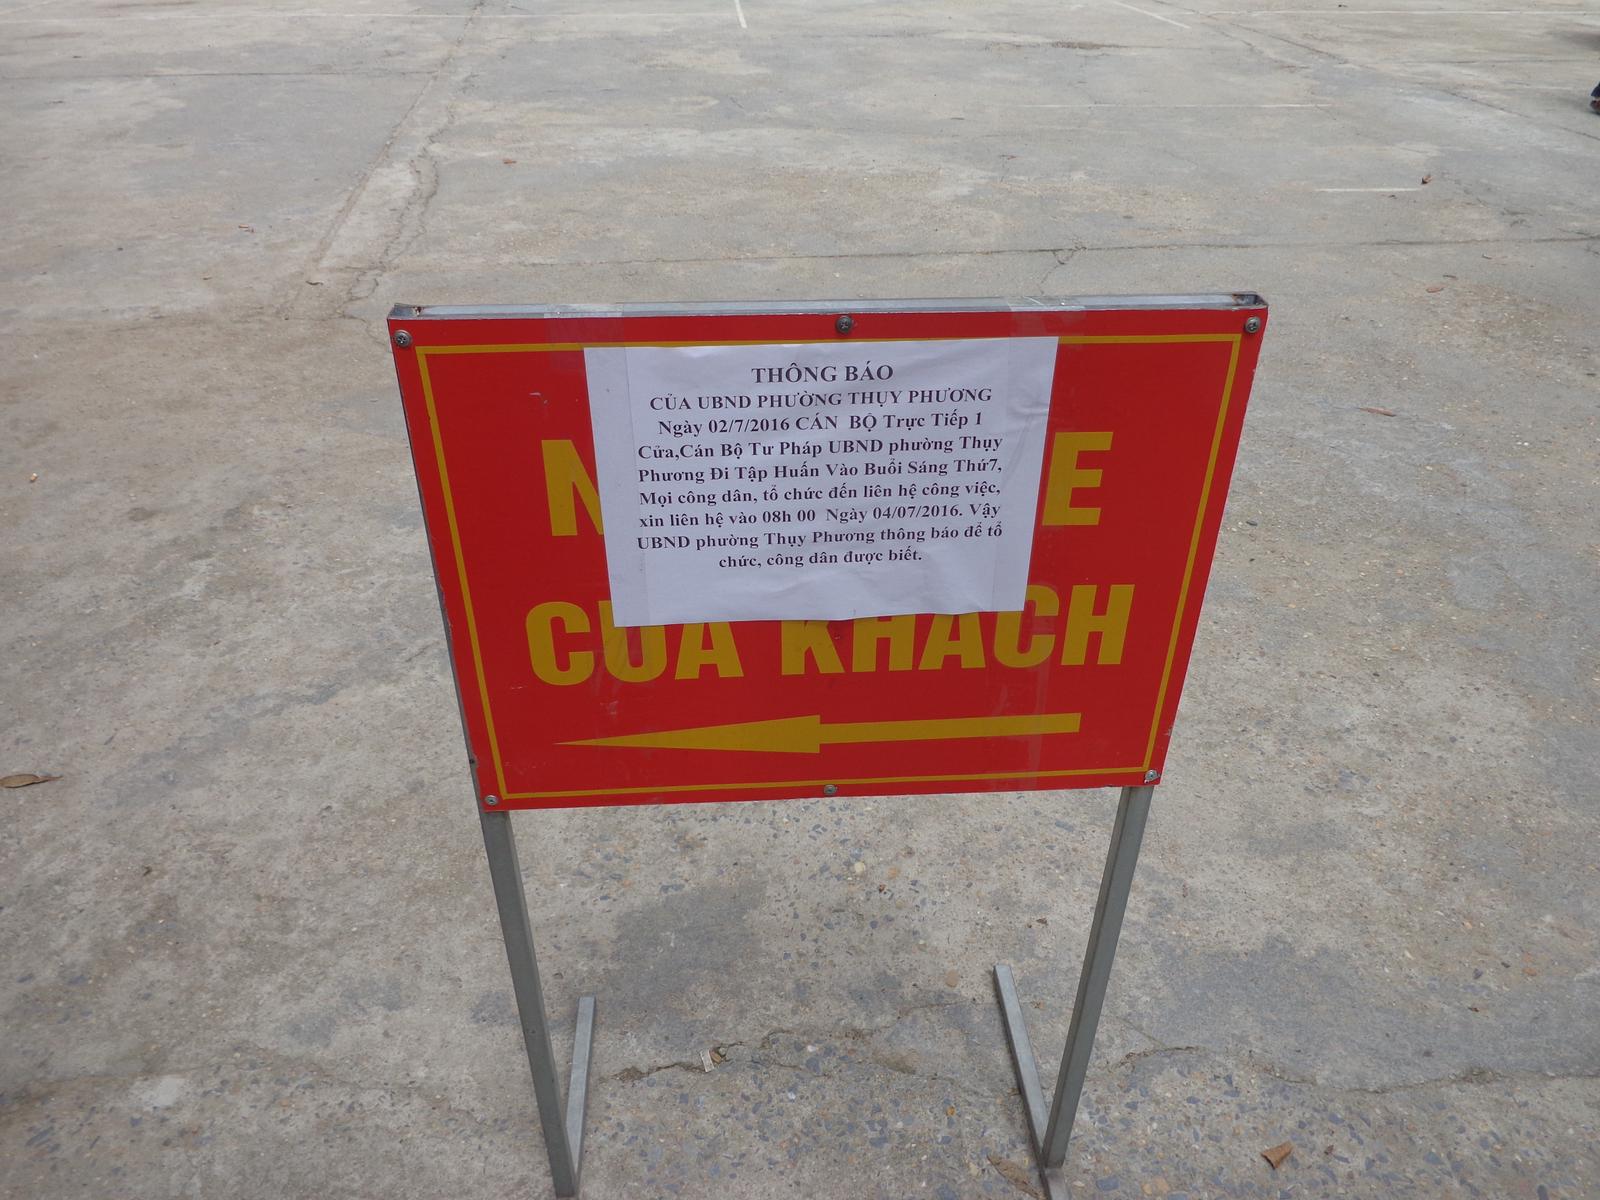 THÔNG BÁO
CỦA UBND PHƯỜNG THỤY PHƯƠNG
Ngày 02/7/2016 CÁN BỘ Trực Tiếp 1
Cửa,Cán Bộ Tư Pháp UBND phường Thụy
Phương Đi Tập Huấn Vào Buổi Sáng Thứ7,
Mọi công dân, tổ chức đến liên hệ công việc,
xin liên hệ vào 08h 00 Ngày 04/07/2016. Vậy
UBND phường Thụy Phương thông báo để tổ
chức, công dân được biết.
CỦA KHÁCH